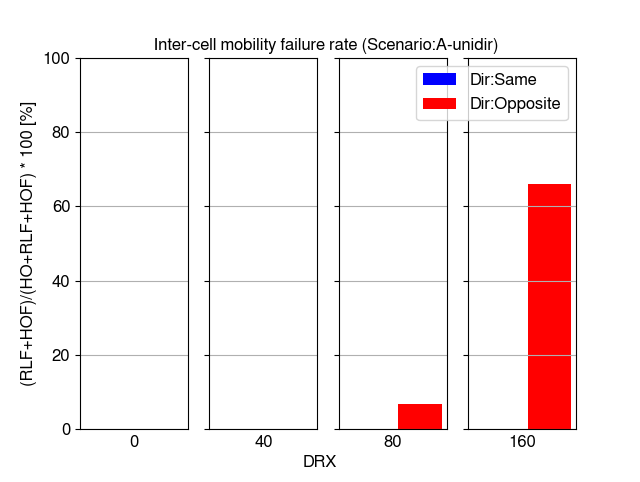 Inter-cell mobility failure rate (Scenario:A-unidir)
(RLF+HOF)/(HO+RLF+HOF) * 100 [%]
100
80
60
40
20
0
Dir:Same
Dir:Opposite
0 40 80 160
DRX